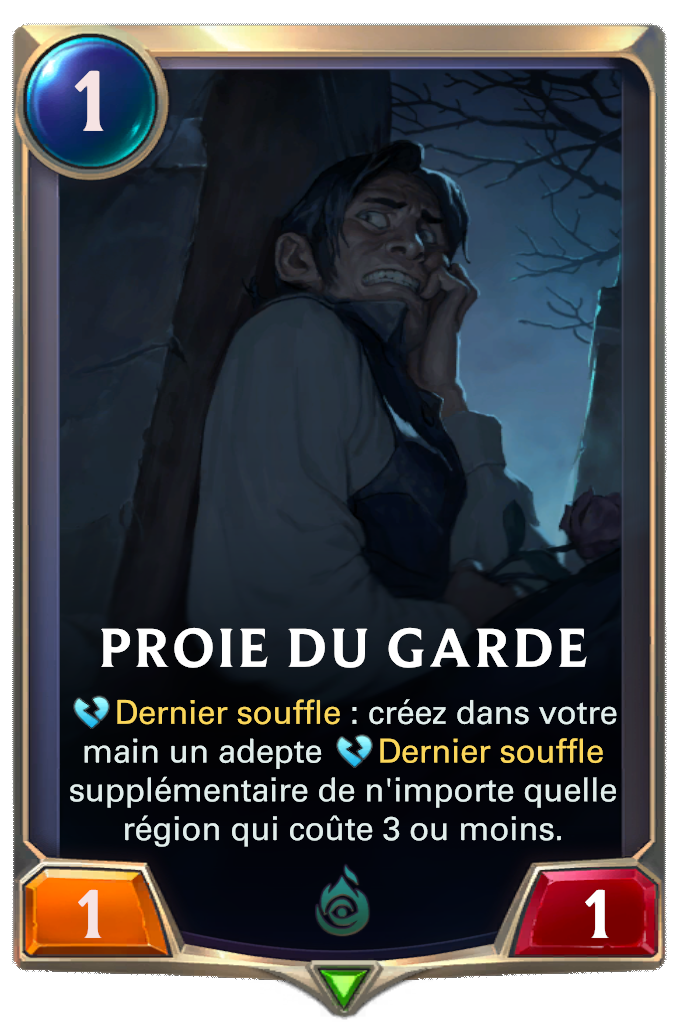 1
PROIE DU GARDE
Dernier souffle : créez dans votre
main un adepte Dernier souffle
supplémentaire de n'importe quelle
région qui coûte 3 ou moins.
1
1